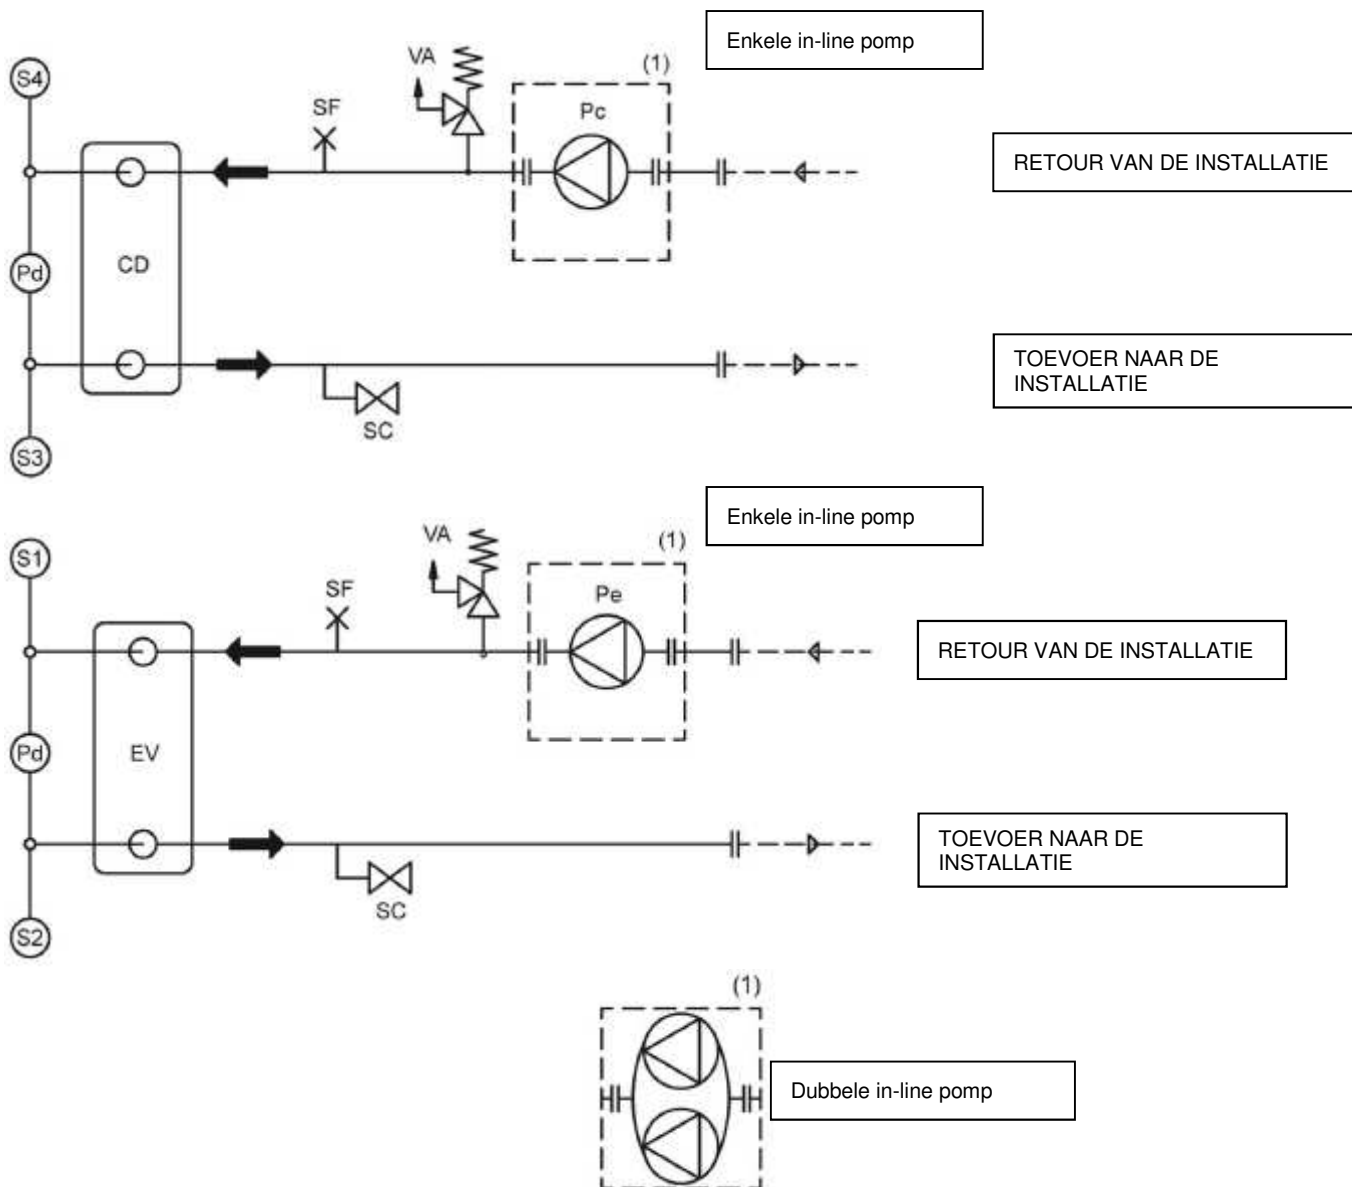 Enkele in-line pomp
VA
(1)
S4
SF
Pc
RETOUR VAN DE INSTALLATIE
CD
Pd
TOEVOER NAAR DE
INSTALLATIE
SC
S3
Enkele in-line pomp
VA
(1)
S1
SF
Pe
RETOUR VAN DE INSTALLATIE
Pd
EV
TOEVOER NAAR DE
INSTALLATIE
SC
S2
(1)
Dubbele in-line pomp